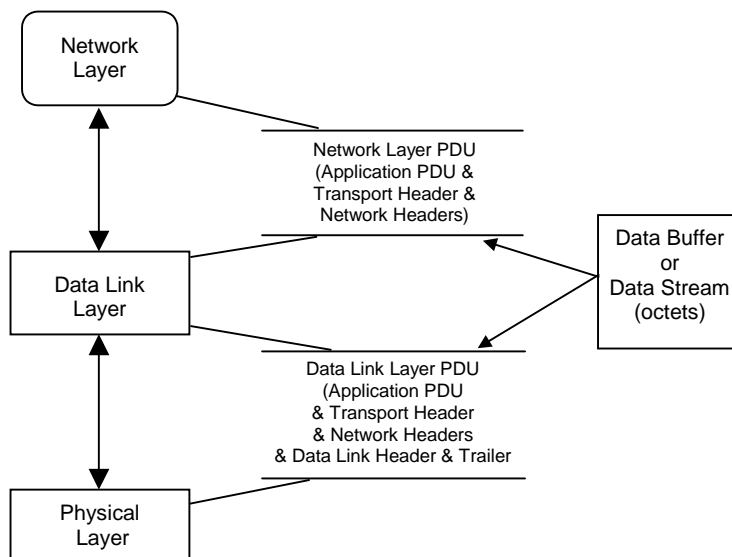 Network
Layer
Network Layer PDU
(Application PDU &
Transport Header &
Network Headers)
Data Buffer
or
Data Stream
(octets)
Data Link
Layer
Data Link Layer PDU
(Application PDU
& Transport Header
& Network Headers
& Data Link Header & Trailer
Physical
Layer